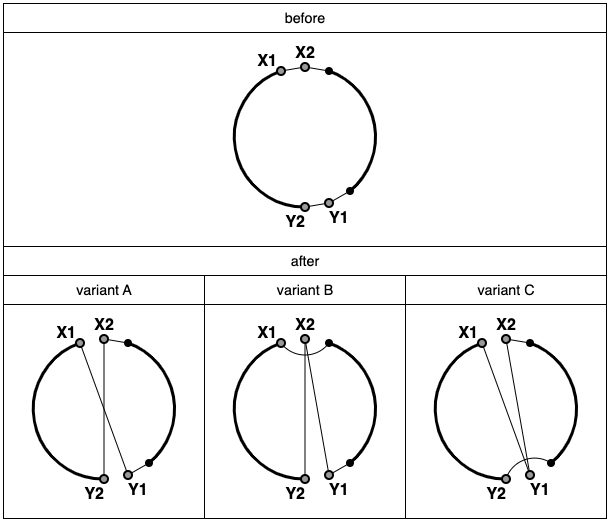 before
X1 X2
Y2 Y1
after
variant A variant B variant C
X1 X2 X1 X2 X1 X2
Y2 Y1 Y2 Y1 Y2 Y1